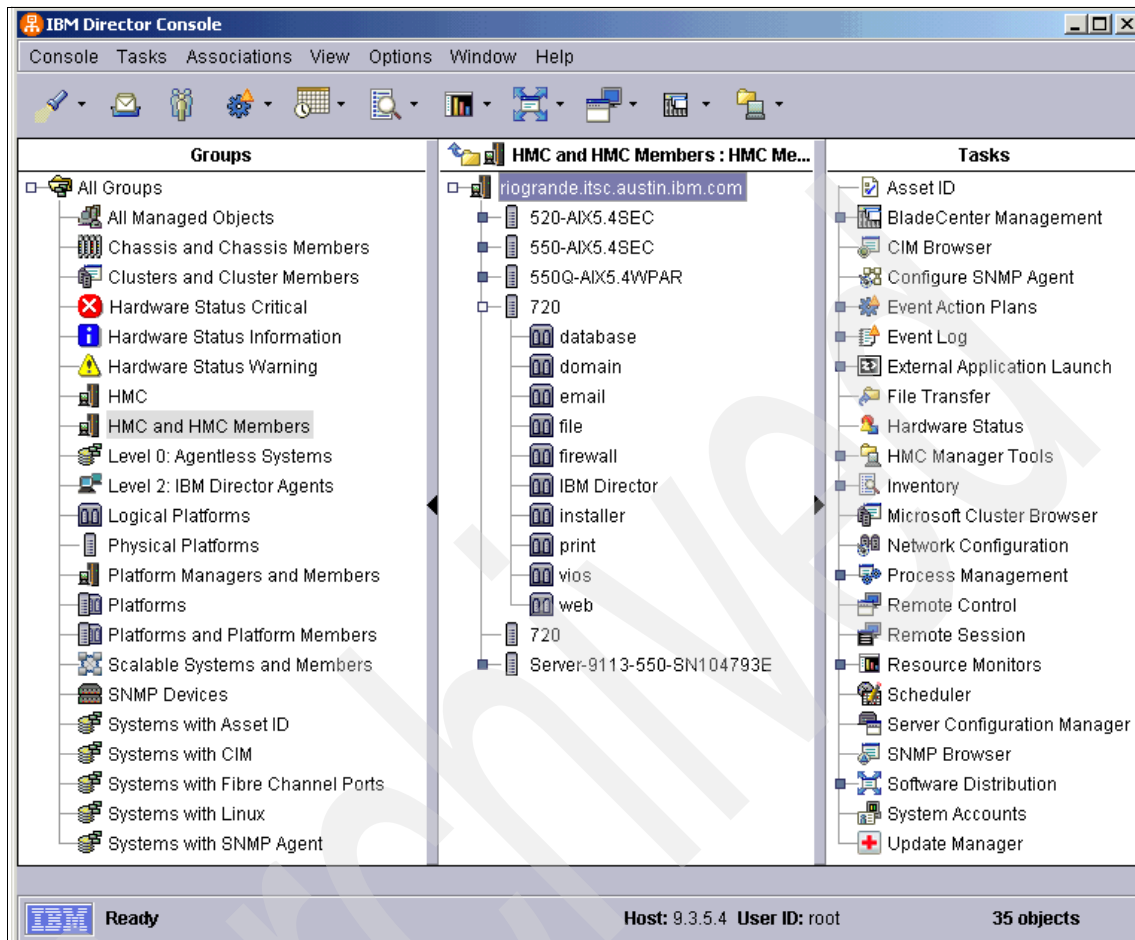 IBM Director Console
Console Tasks Associations View Options Window Help
Groups
All Groups
All Managed Objects
Chassis and Chassis Members
Clusters and Cluster Members
Hardware Status Critical
Hardware Status Information
Hardware Status Warning
HMC
HMC and HMC Members
Level 0: Agentless Systems
Level 2: IBM Director Agents
Logical Platforms
Physical Platforms
Platform Managers and Members
Platforms
Platforms and Platform Members
Scalable Systems and Members
SNMP Devices
Systems with Asset ID
Systems with CIM
Systems with Fibre Channel Ports
Systems with Linux
Systems with SNMP Agent
HMC and HMC Members : HMC Me...
riogrande.itsc.austin.ibm.com
520-AIX5.4SEC
550-AIX5.4SEC
550Q-AIX5.4WPAR
720
database
domain
email
file
firewall
IBM Director
installer
print
vios
web
720
Server-9113-550-SN104793E
Tasks
Asset ID
BladeCenter Management
CIM Browser
Configure SNMP Agent
Event Action Plans
Event Log
External Application Launch
File Transfer
Hardware Status
HMC Manager Tools
Inventory
Microsoft Cluster Browser
Network Configuration
Process Management
Remote Control
Remote Session
Resource Monitors
Scheduler
Server Configuration Manager
SNMP Browser
Software Distribution
System Accounts
Update Manager
IBM Ready Host: 9.3.5.4 User ID: root 35 objects
rchived